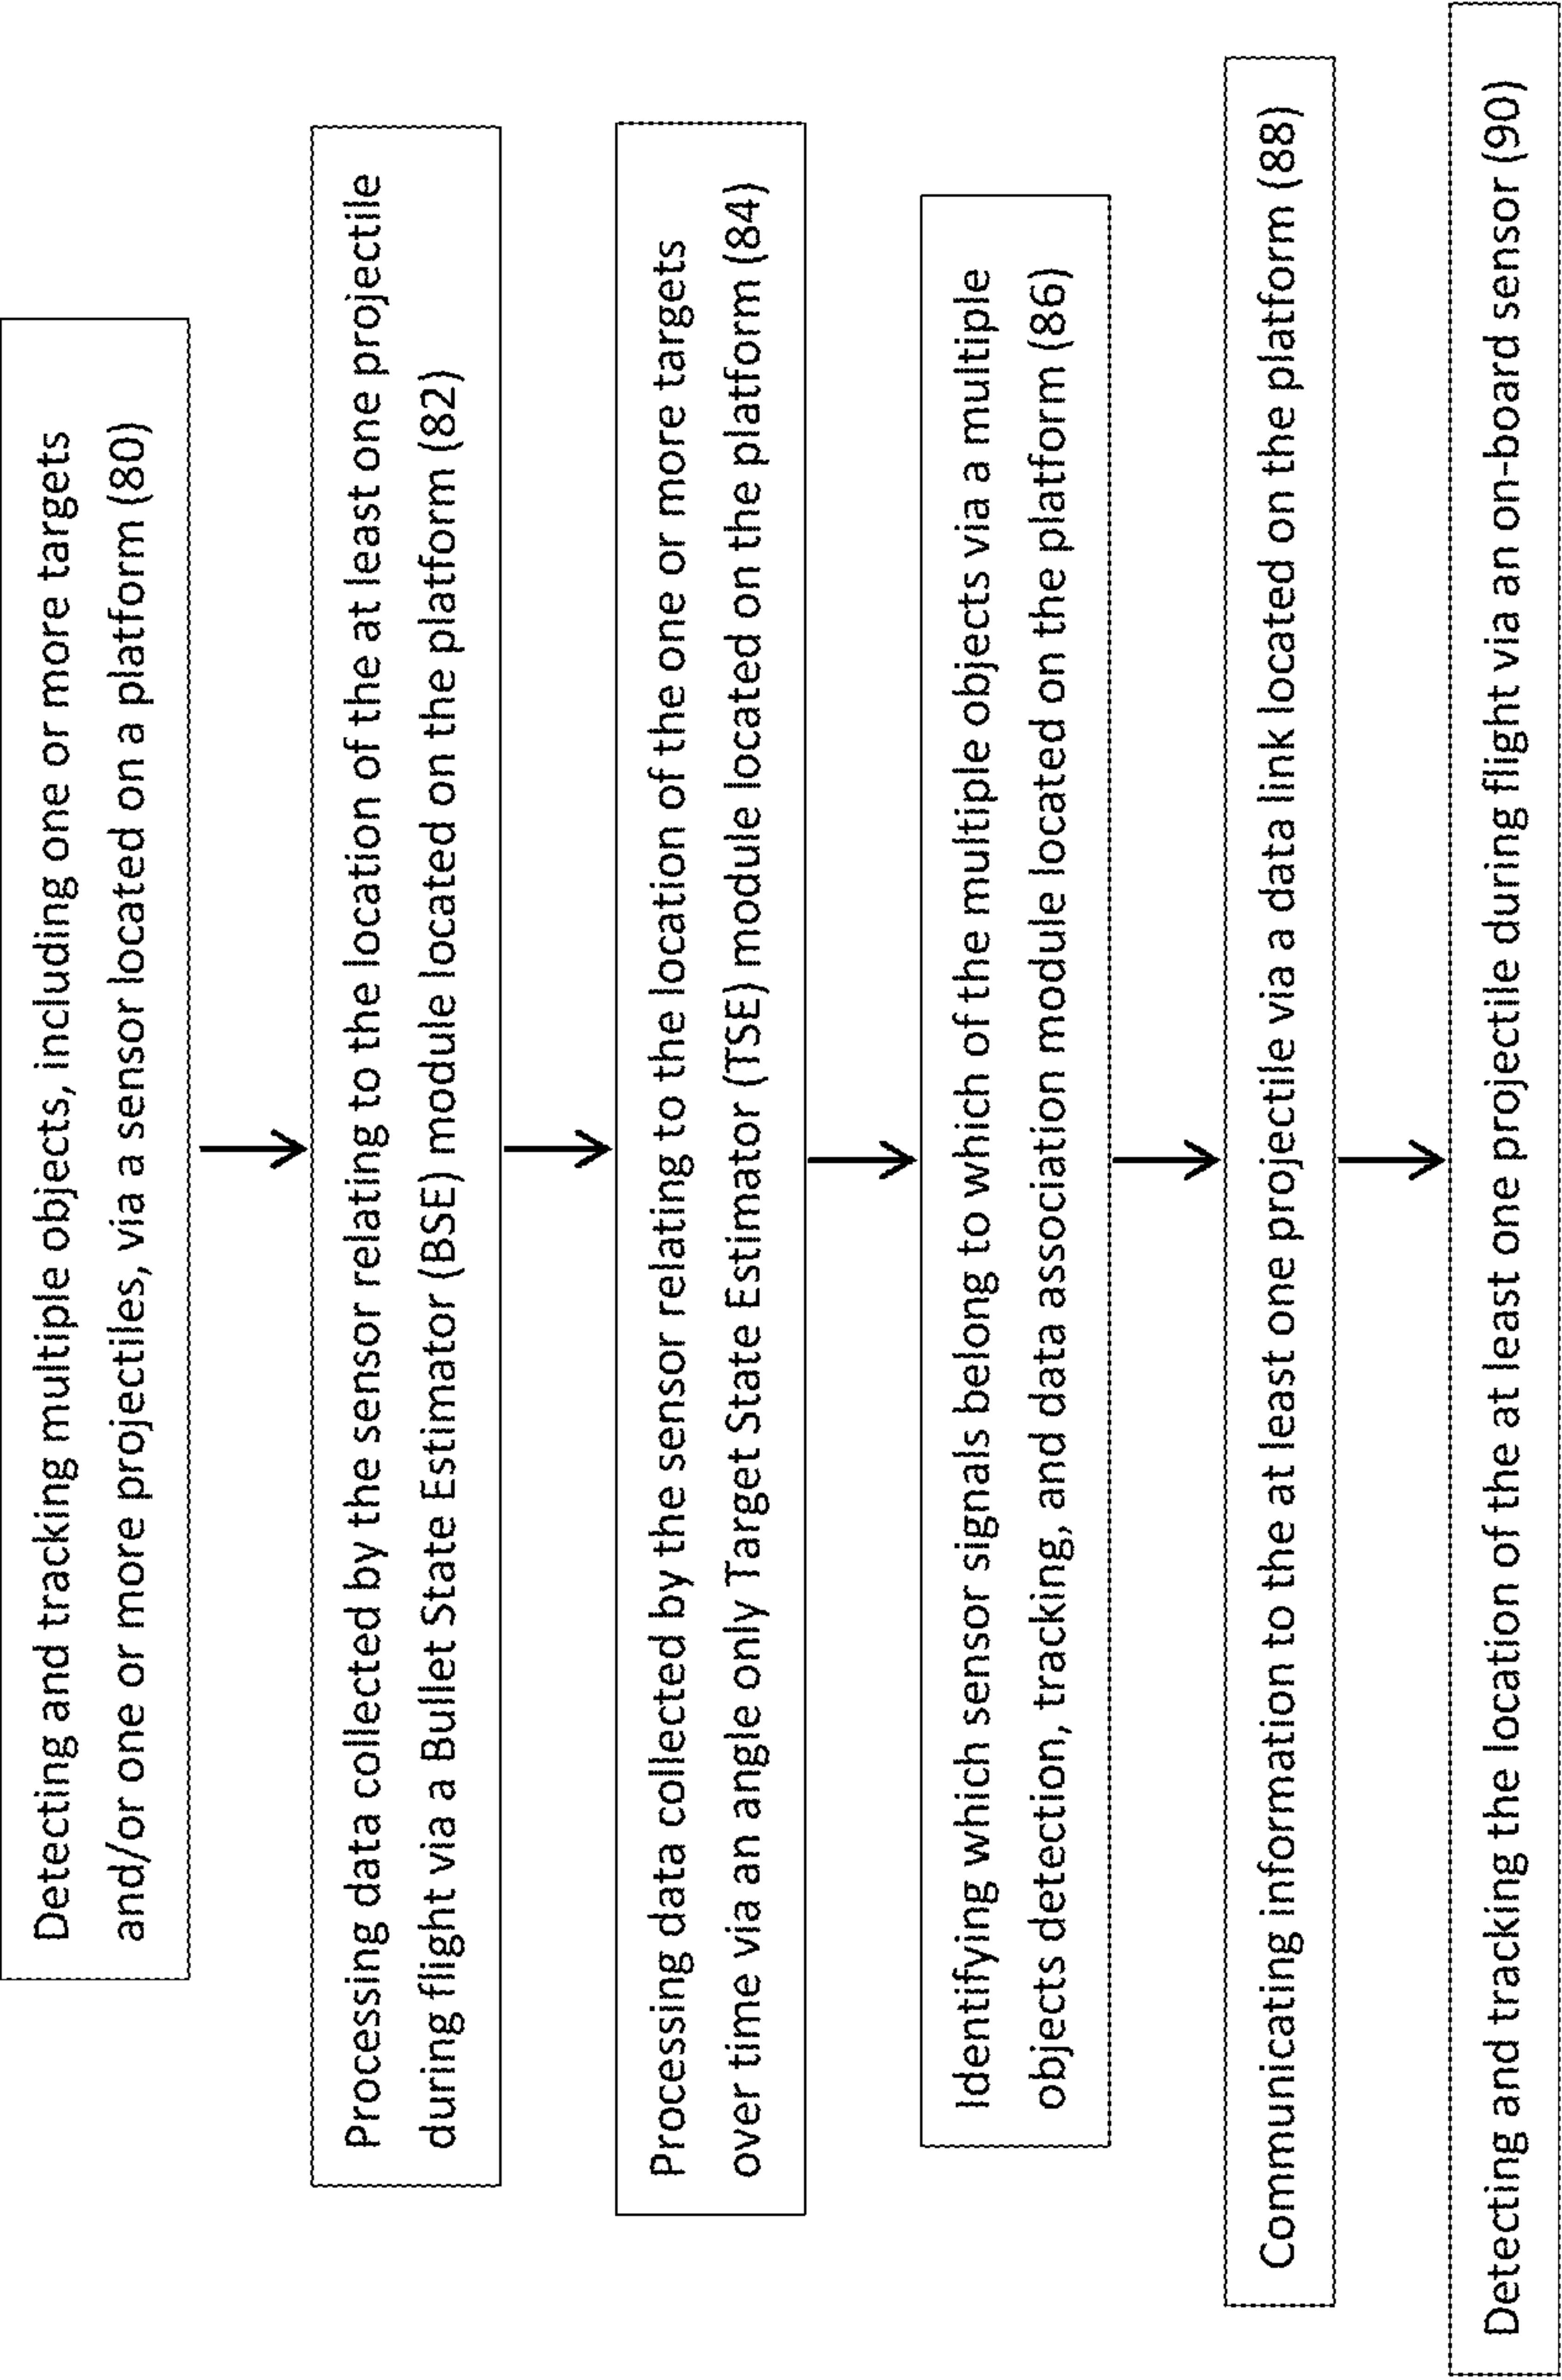 Detecting and tracking multiple objects, including one or more targets
and/or one or more projectiles, via a sensor located on a platform (80)
Processing data collected by the sensor relating to the location of the at least one projectile
during flight via a Bullet State Estimator (BSE) module located on the platform (82)
Processing data collected by the sensor relating to the location of the one or more targets
over time via an angle only Target State Estimator (TSE) module located on the platform (84)
Identifying which sensor signals belong to which of the multiple objects via a multiple
objects detection, tracking, and data association module located on the platform (86)
Communicating information to the at least one projectile via a data link located on the platform (88)
Detecting and tracking the location of the at least one projectile during flight via an on-board sensor (90)